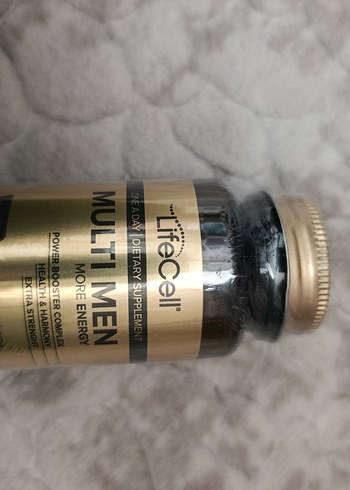 LIFECELL®
ONE A DAY | DIETARY SUPPLEMENT
MULTI MEN
MORE ENERGY
POWER BOOSTER COMPLEX
HEALTH & HARMONY
EXTRA STRENGHT